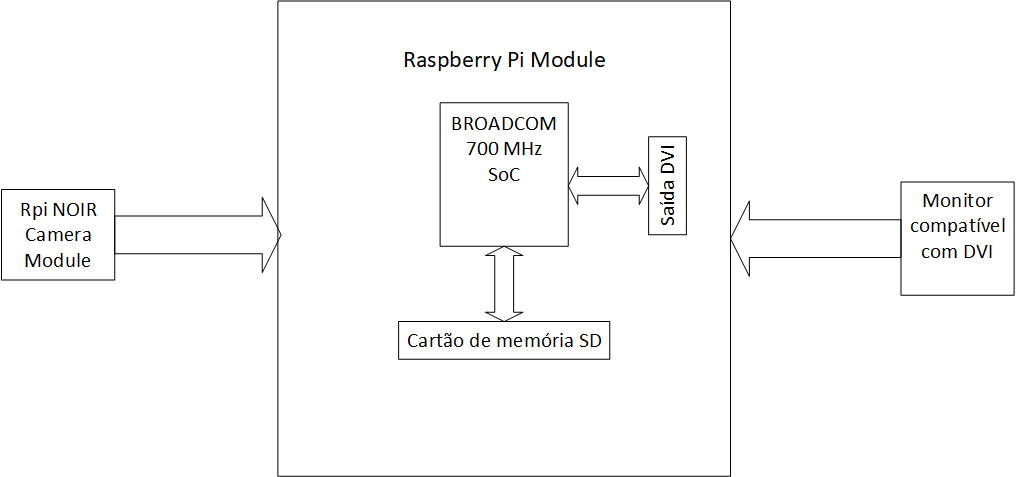 Raspberry Pi Module
BROADCOM
700 MHz
SoC
Saída DVI
Cartão de memória SD
Rpi NOIR
Camera
Module
Monitor
compatível
com DVI